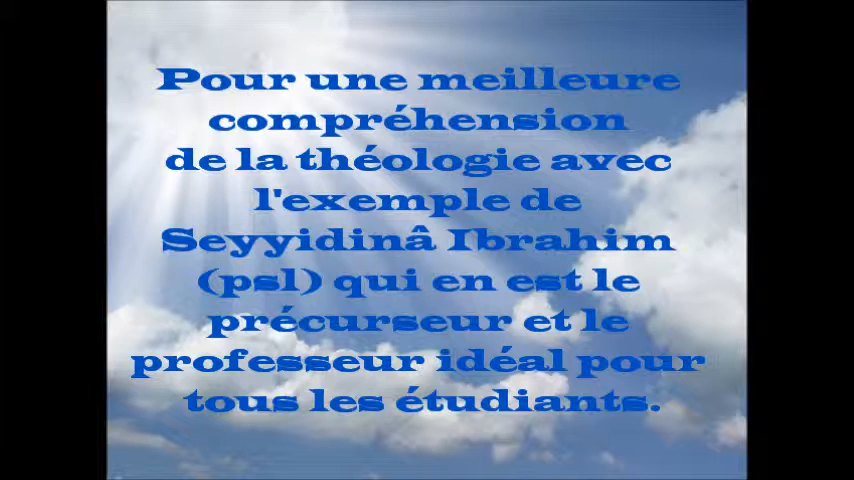 Pour une meilleure
compréhension
de la théologie avec
l'exemple de
Seyyidinâ Ibrahim
(psl) qui en est le
précurseur et le
professeur idéal pour
tous les étudiants.